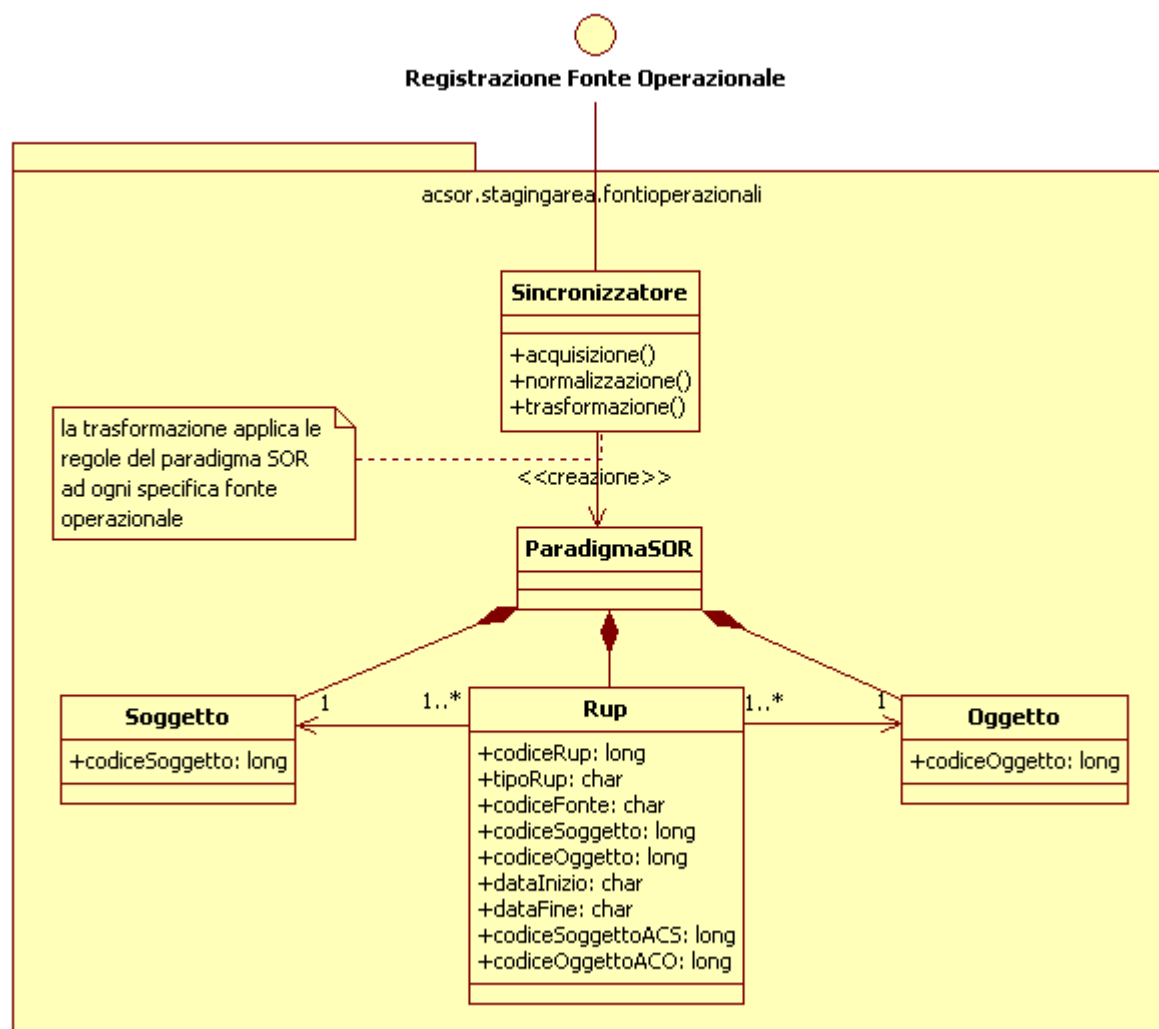 Registrazione Fonte Operazionale
acsor.stagingarea.fontioperazionali
Sincronizzatore
+acquisizione()
+normalizzazione()
+trasformazione()
la trasformazione applica le
regole del paradigma SOR
ad ogni specifica fonte
operazionale
<<creazione>>
ParadigmaSOR
Soggetto
+codiceSoggetto: long
1
1..*
Rup
+codiceRup: long
+tipoRup: char
+codiceFonte: char
+codiceSoggetto: long
+codiceOggetto: long
+dataInizio: char
+dataFine: char
+codiceSoggettoACS: long
+codiceOggettoACO: long
1..*
1
Oggetto
+codiceOggetto: long